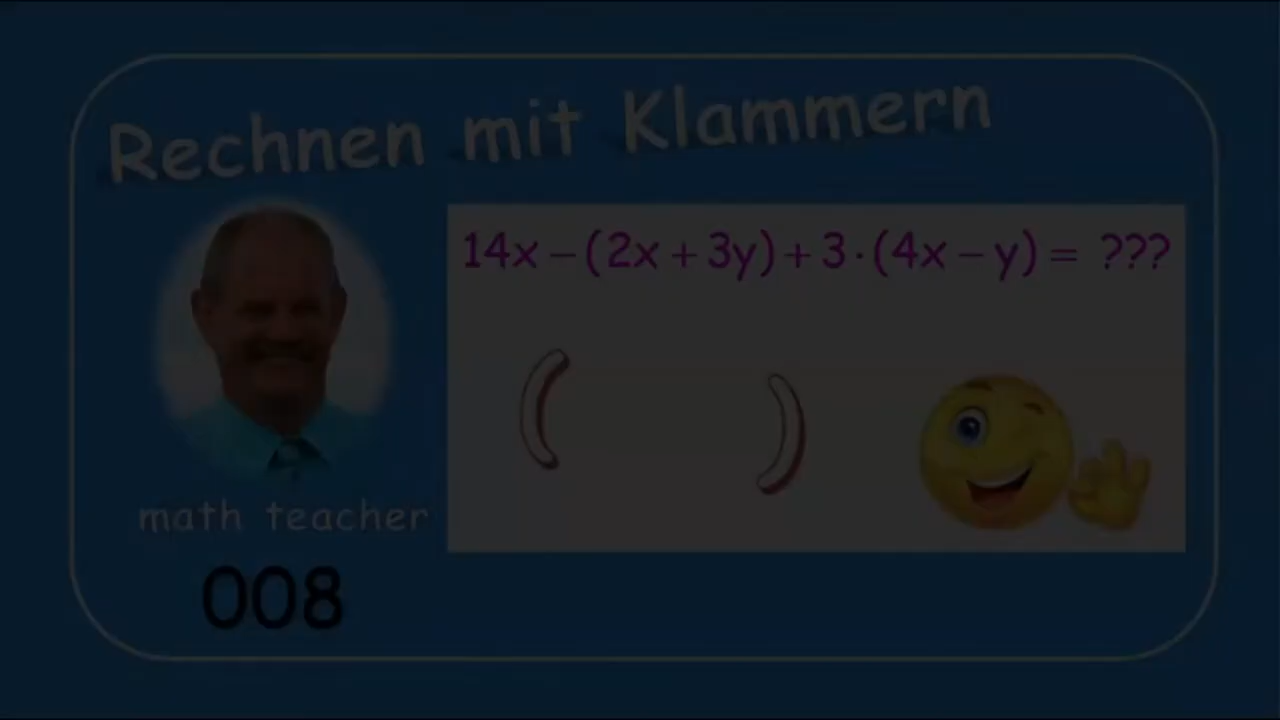 Rechnen mit Klammern
14x – (2x + 3y) + 3 · (4x – y) = ???
( )
math teacher
008